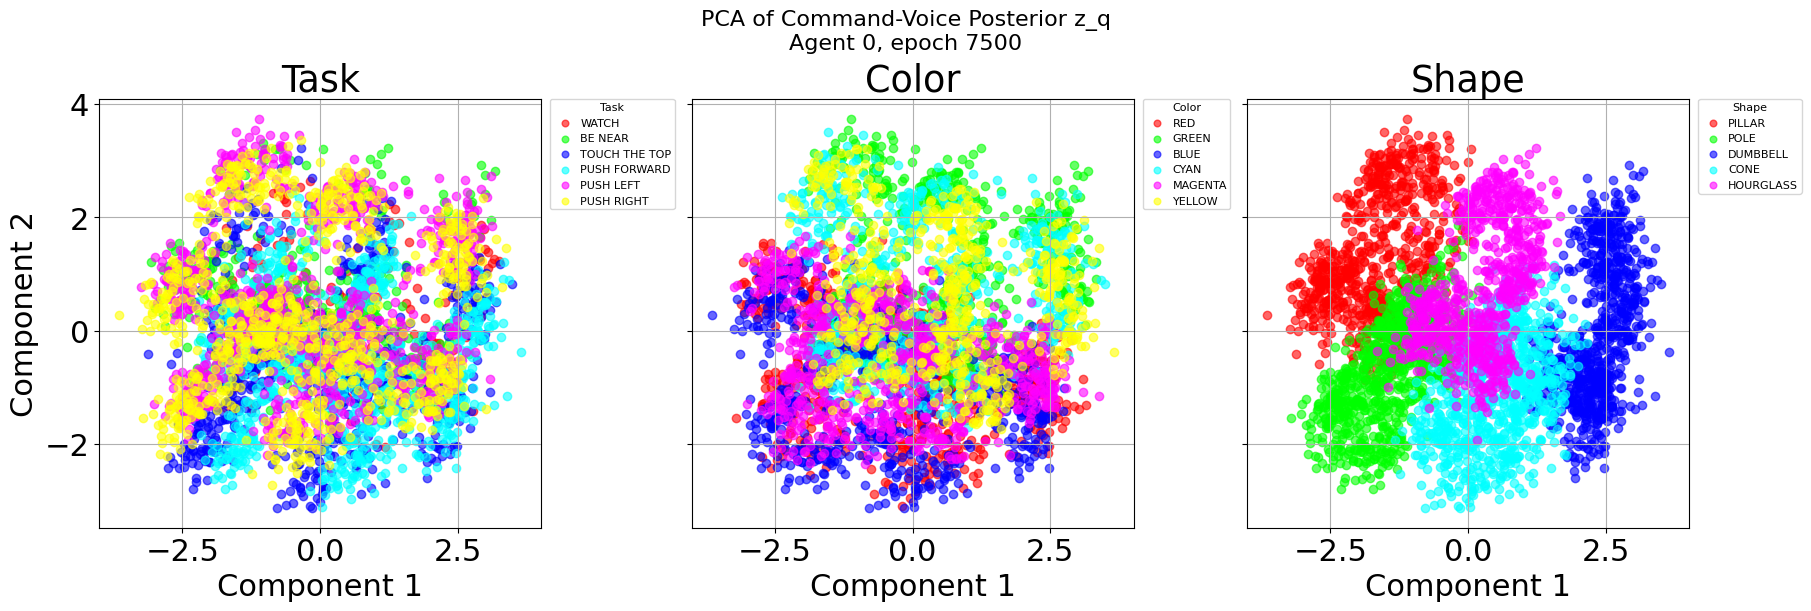 PCA of Command-Voice Posterior z_q
Agent 0, epoch 7500
Task
Color
Shape
Component 2
4
2
0
−2
−2.5 0.0 2.5
Component 1
Task
WATCH
BE NEAR
TOUCH THE TOP
PUSH FORWARD
PUSH LEFT
PUSH RIGHT
−2.5 0.0 2.5
Component 1
Color
RED
GREEN
BLUE
CYAN
MAGENTA
YELLOW
−2.5 0.0 2.5
Component 1
Shape
PILLAR
POLE
DUMBBELL
CONE
HOURGLASS